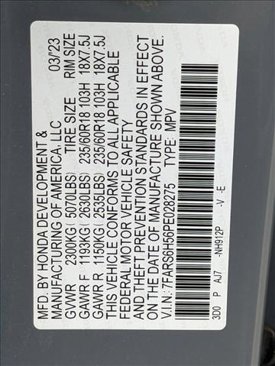 MFD. BY HONDA DEVELOPMENT & 03/'23
MANUFACTURING OF AMERICA, LLC
GVWR 2300KG( 5070LBS) TIRE SIZE RIM SIZE
GAWR F 1193KG( 2630LBS) 235/60R18 103H 18X7.5J
GAWR R 1150KG( 2535LBS) 235/60R18 103H 18X7.5J
THIS VEHICLE CONFORMS TO ALL APPLICABLE
FEDERAL MOTOR VEHICLE SAFETY
AND THEFT PREVENTION STANDARDS IN EFFECT
ON THE DATE OF MANUFACTURE SHOWN ABOVE.
V.I.N.: 7FARS6H56PE028275 TYPE: MPV
3D0 P AJ7 -NH912P -V -E